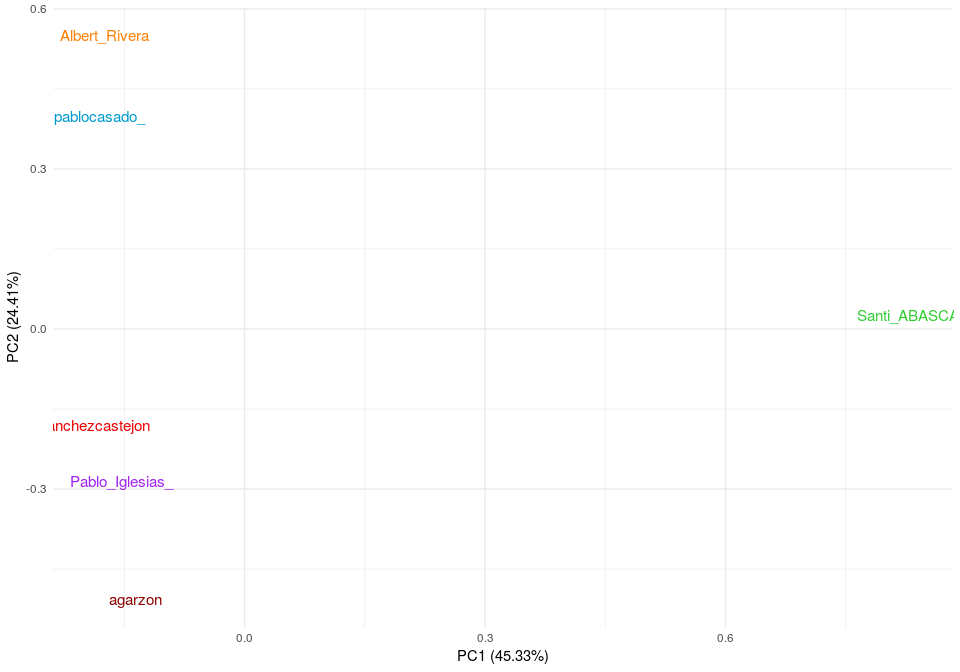 0.6
Albert_Rivera
pablocasado_
0.3
PC2 (24.41%)
0.0
Santi_ABASCA
anchezcastejon
Pablo_Iglesias_
-0.3
agarzon
0.0 0.3 0.6
PC1 (45.33%)